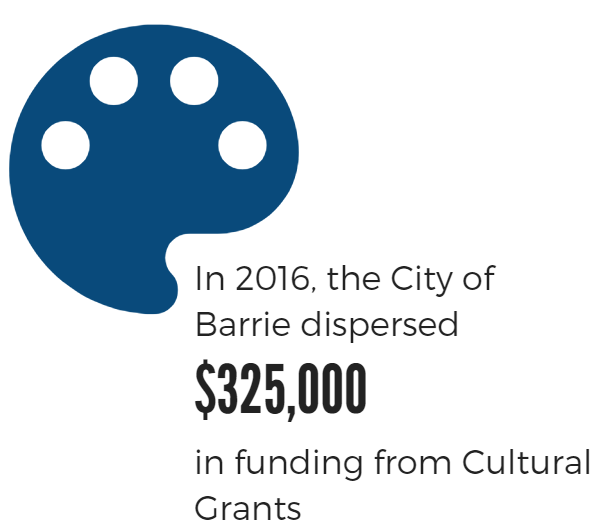 In 2016, the City of
Barrie dispersed
$325,000
in funding from Cultural
Grants